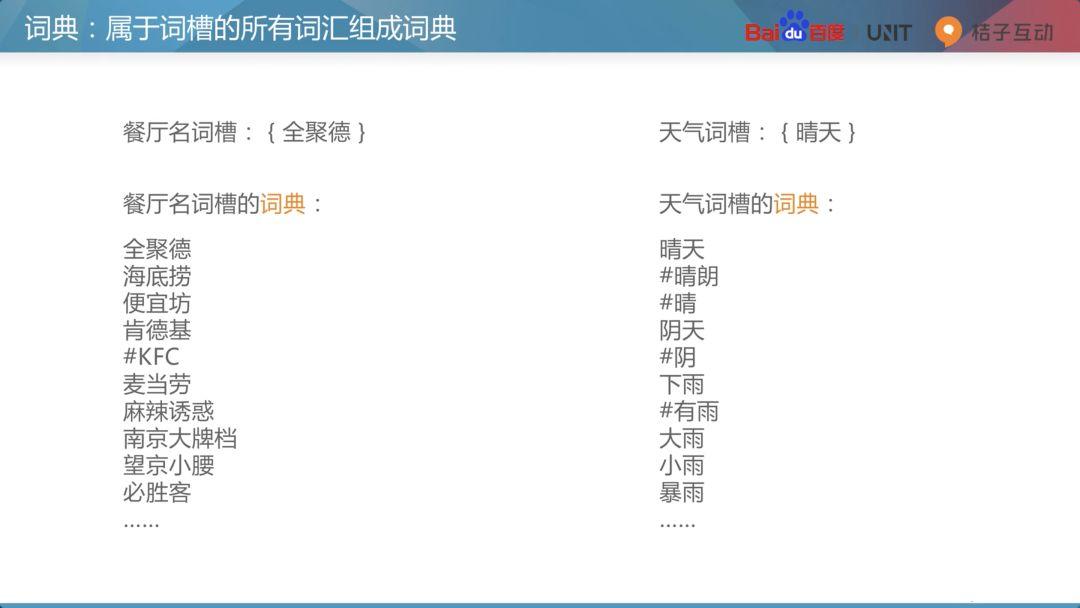 词典：属于词槽的所有词汇组成词典
Bai du 百度 UNIT 桔子互动
餐厅名词槽：{ 全聚德 }
餐厅名词槽的词典：
全聚德
海底捞
便宜坊
肯德基
#KFC
麦当劳
麻辣诱惑
南京大牌档
望京小腰
必胜客
……
天气词槽：{ 晴天 }
天气词槽的词典：
晴天
#晴朗
#晴
阴天
#阴
下雨
#有雨
大雨
小雨
暴雨
……